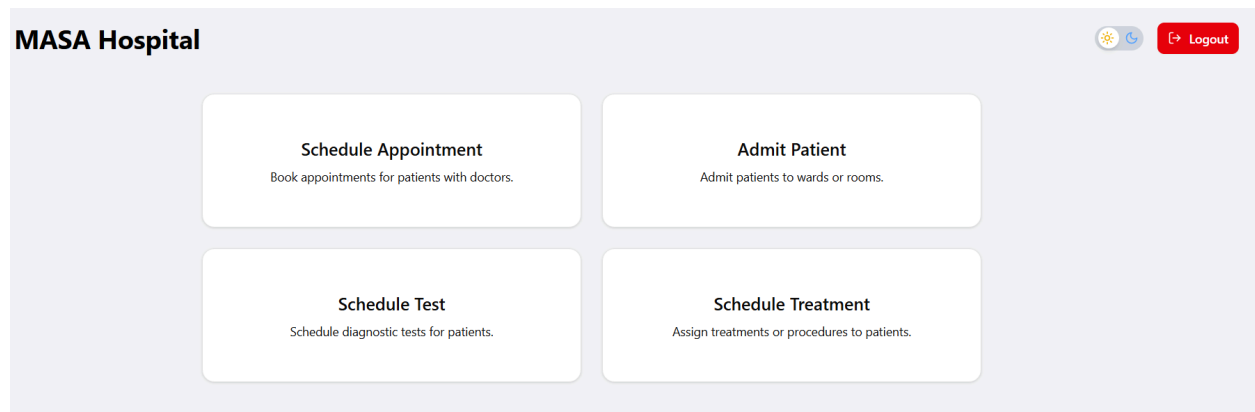 MASA Hospital
Logout
Schedule Appointment
Book appointments for patients with doctors.
Admit Patient
Admit patients to wards or rooms.
Schedule Test
Schedule diagnostic tests for patients.
Schedule Treatment
Assign treatments or procedures to patients.